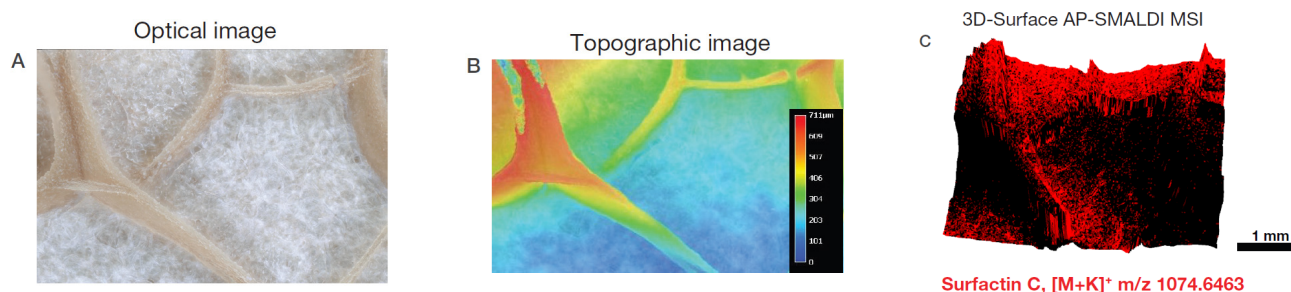 Optical image
A
Topographic image
B
711µm
609
507
406
304
203
101
0
3D-Surface AP-SMALDI MSI
C
1 mm
Surfactin C, [M+K]⁺ m/z 1074.6463